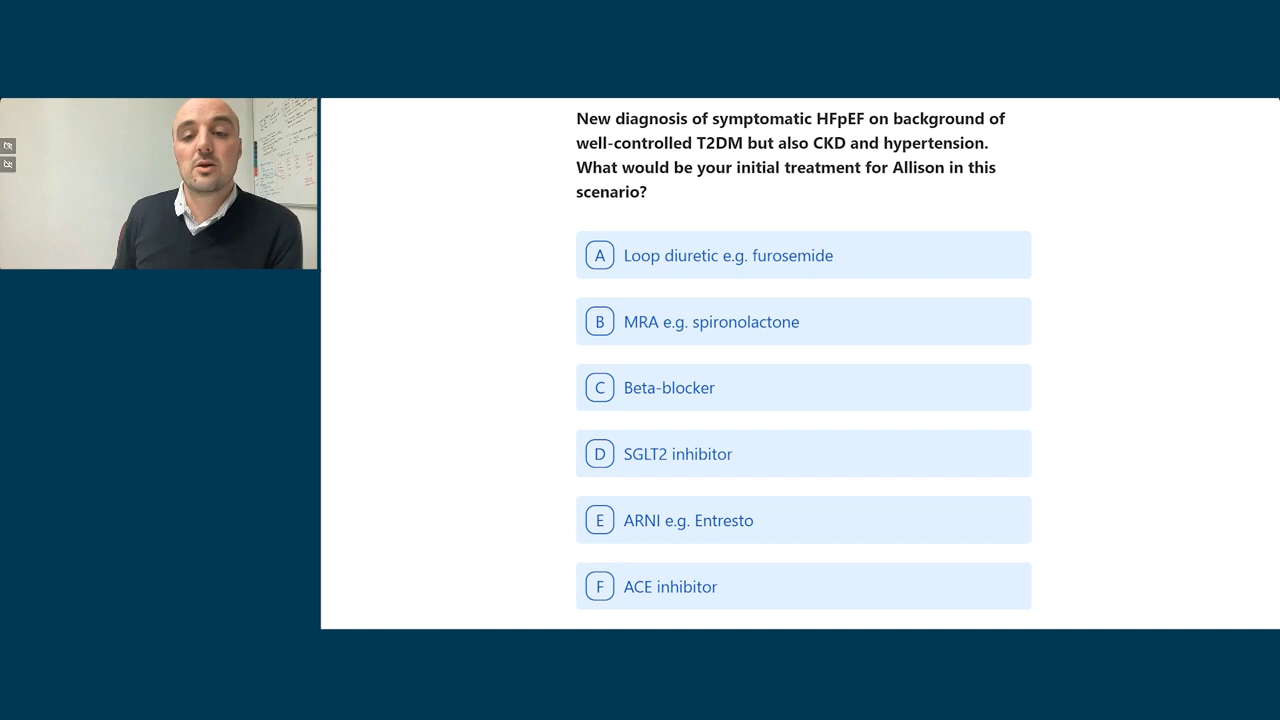 New diagnosis of symptomatic HFpEF on background of
well-controlled T2DM but also CKD and hypertension.
What would be your initial treatment for Allison in this
scenario?
A Loop diuretic e.g. furosemide
B MRA e.g. spironolactone
C Beta-blocker
D SGLT2 inhibitor
E ARNI e.g. Entresto
F ACE inhibitor